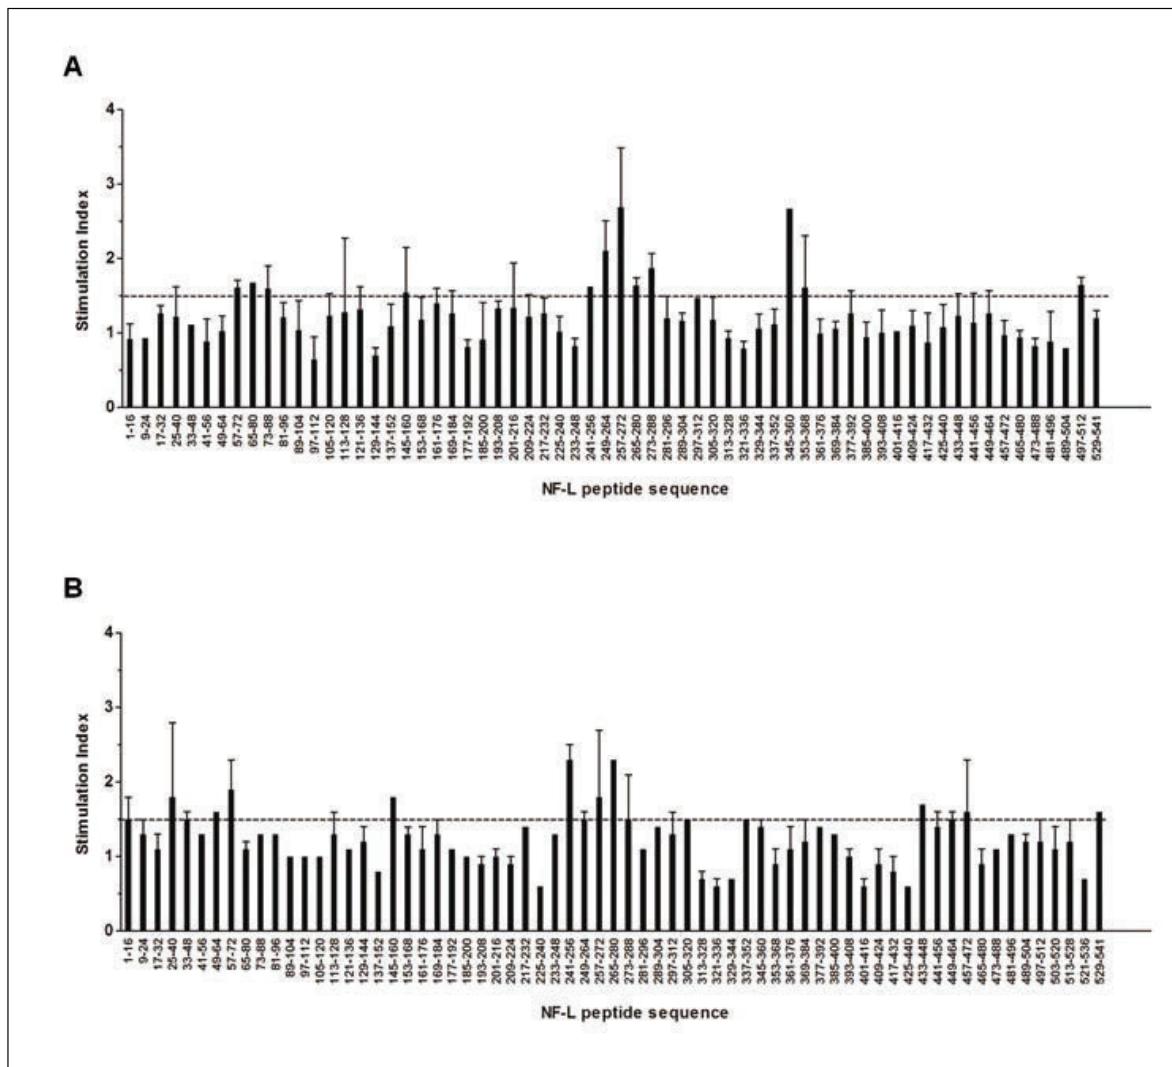 A
Stimulation Index
4
3
2
1
0
1-16 9-24 17-32 25-40 33-48 41-56 49-64 57-72 65-80 73-88 81-96 89-104 97-112 105-120 113-128 121-136 129-144 137-152 145-160 153-168 161-176 169-184 177-192 185-200 193-208 201-216 209-224 217-232 225-240 233-248 241-256 249-264 257-272 265-280 273-288 281-296 289-304 297-312 305-320 313-328 321-336 329-344 337-352 345-360 353-368 361-376 369-384 377-392 385-400 393-408 401-416 409-424 417-432 425-440 433-448 441-456 449-464 457-472 465-480 473-488 481-496 489-504 497-512 529-541
NF-L peptide sequence
B
Stimulation Index
4
3
2
1
0
1-16 9-24 17-32 25-40 33-48 41-56 49-64 57-72 65-80 73-88 81-96 89-104 97-112 105-120 113-128 121-136 129-144 137-152 145-160 153-168 161-176 169-184 177-192 185-200 193-208 201-216 209-224 217-232 225-240 233-248 241-256 249-264 257-272 265-280 273-288 281-296 289-304 297-312 305-320 313-328 321-336 329-344 337-352 345-360 353-368 361-376 369-384 377-392 385-400 393-408 401-416 409-424 417-432 425-440 433-448 441-456 449-464 457-472 465-480 473-488 481-496 489-504 497-512 503-520 513-528 521-536 529-541
NF-L peptide sequence